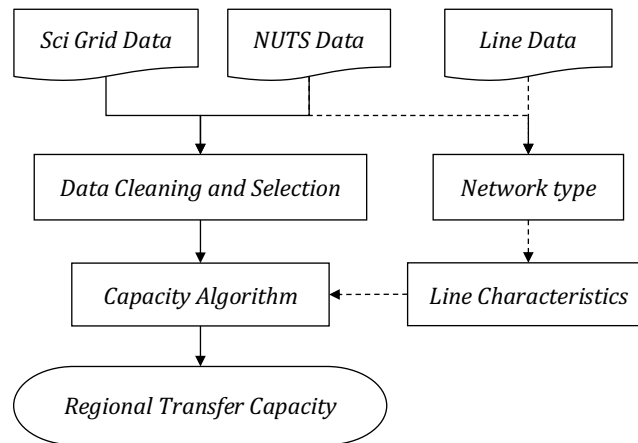 Sci Grid Data
NUTS Data
Line Data
Data Cleaning and Selection
Network type
Capacity Algorithm
Line Characteristics
Regional Transfer Capacity